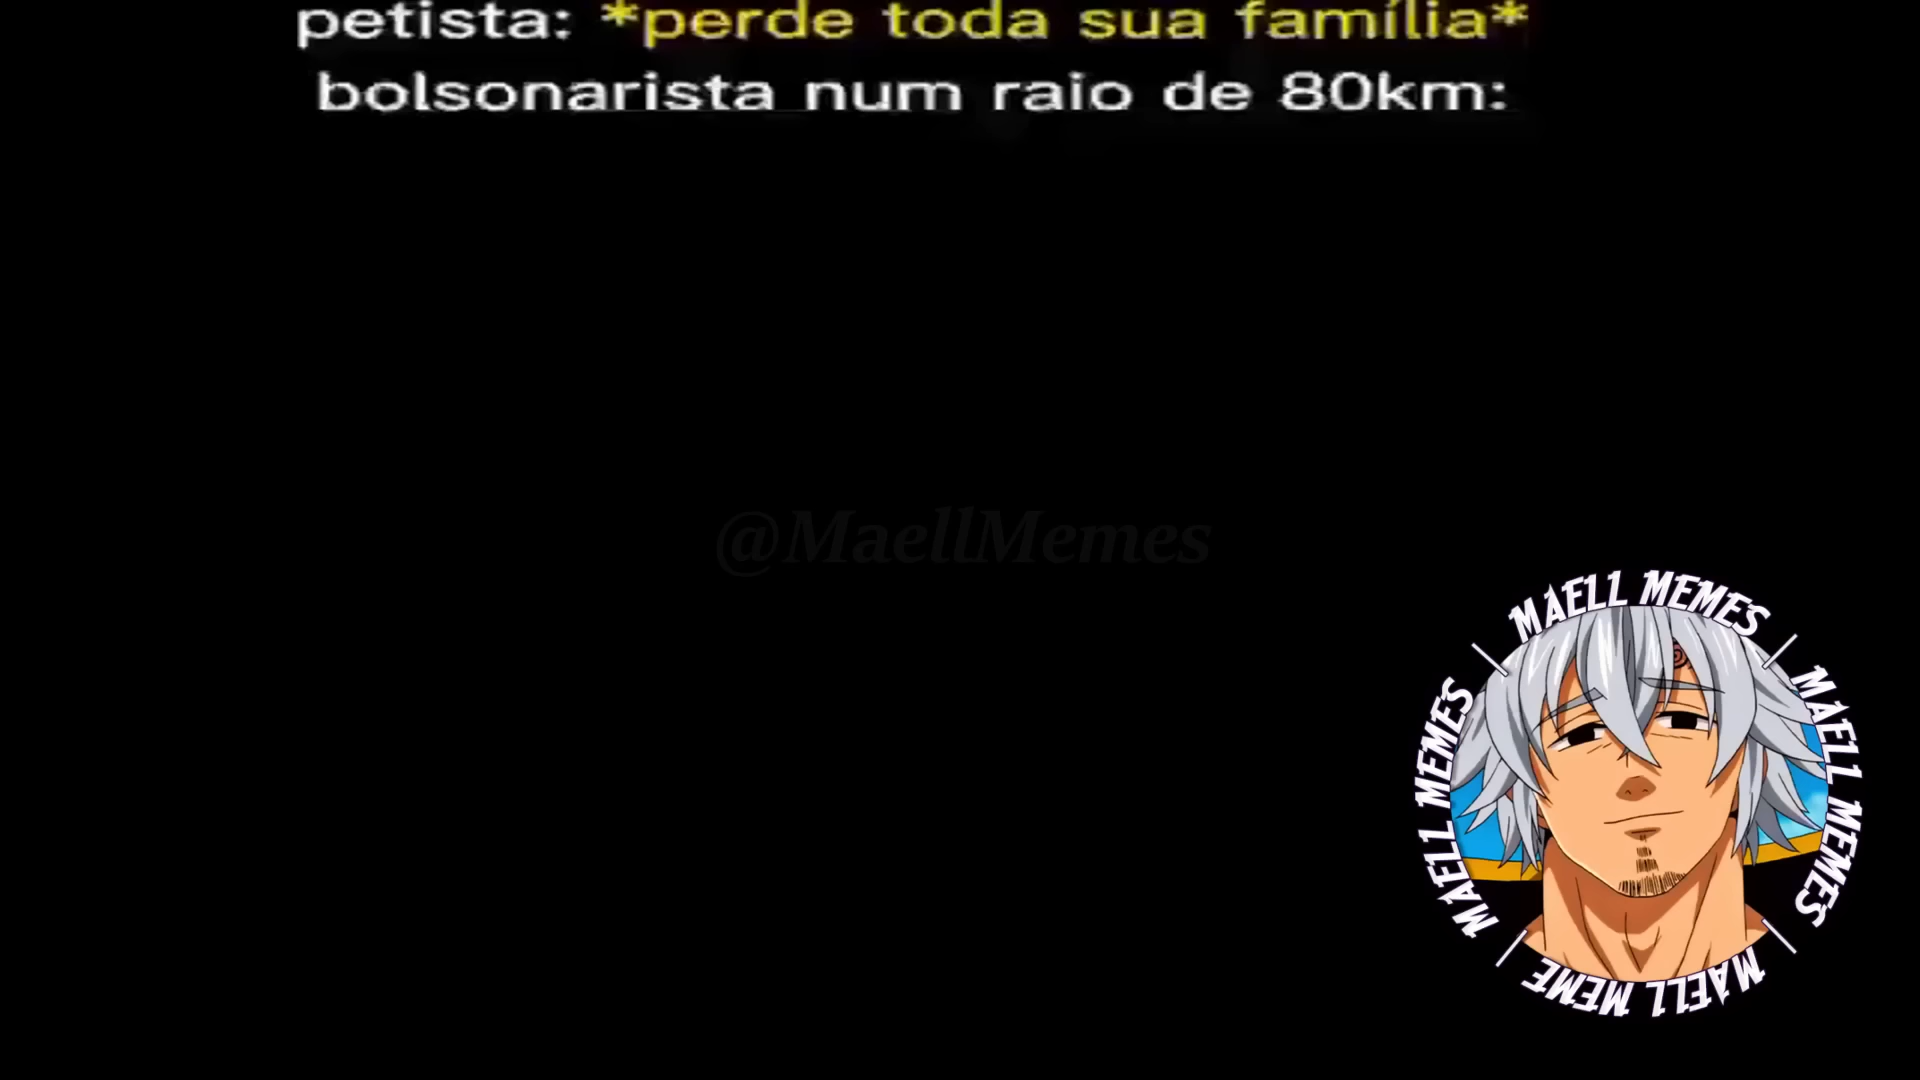 petista: *perde toda sua família*
bolsonarista num raio de 80km:
@MaellMemes
MAELL MEMES
MAELL MEMES
MAELL MEME
MAELL MEMES